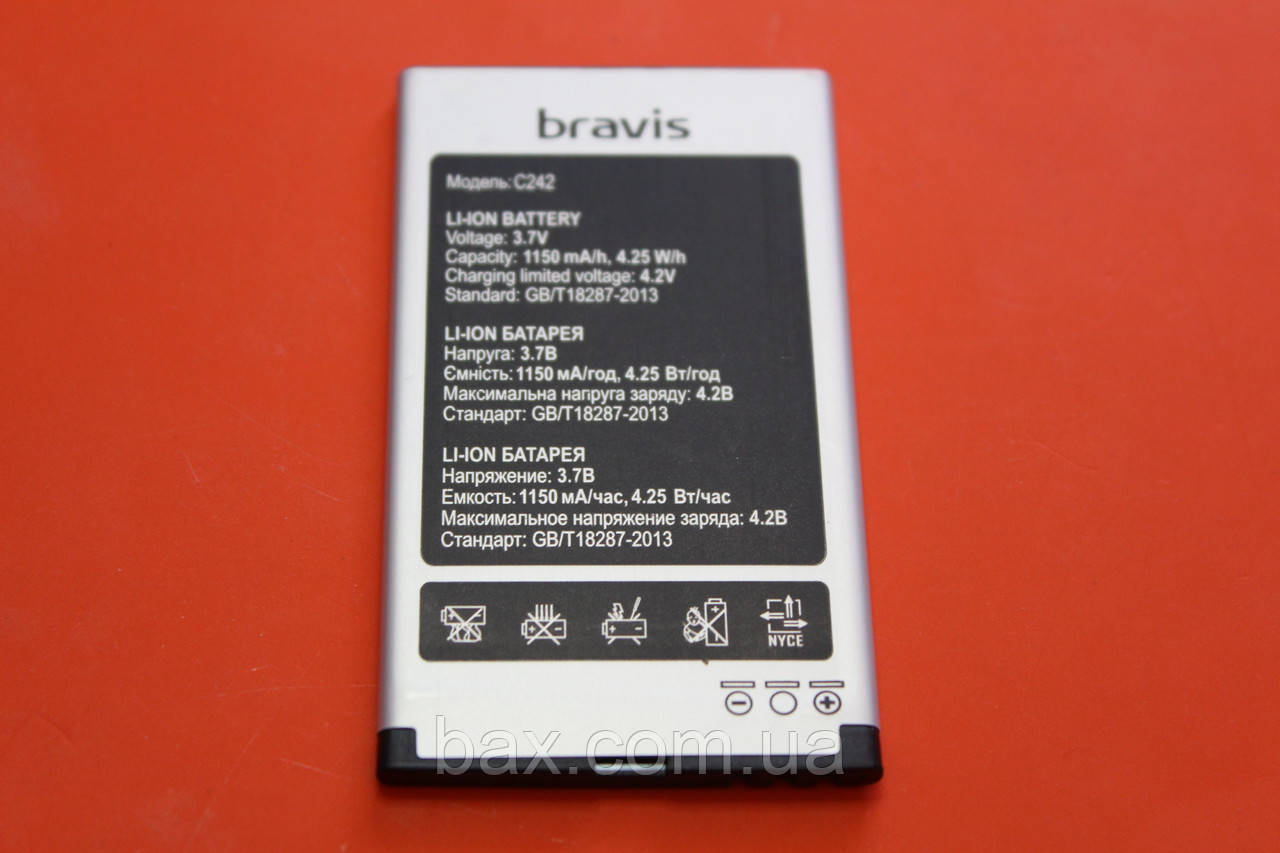 bravis
Модель: C242
LI-ION BATTERY
Voltage: 3.7V
Capacity: 1150 mA/h, 4.25 W/h
Charging limited voltage: 4.2V
Standard: GB/T18287-2013
LI-ION БАТАРЕЯ
Напруга: 3.7В
Ємність: 1150 мА/год, 4.25 Вт/год
Максимальна напруга заряду: 4.2В
Стандарт: GB/T18287-2013
LI-ION БАТАРЕЯ
Напряжение: 3.7В
Емкость: 1150 мА/час, 4.25 Вт/час
Максимальное напряжение заряда: 4.2В
Стандарт: GB/T18287-2013
NYCE
bax.com.ua